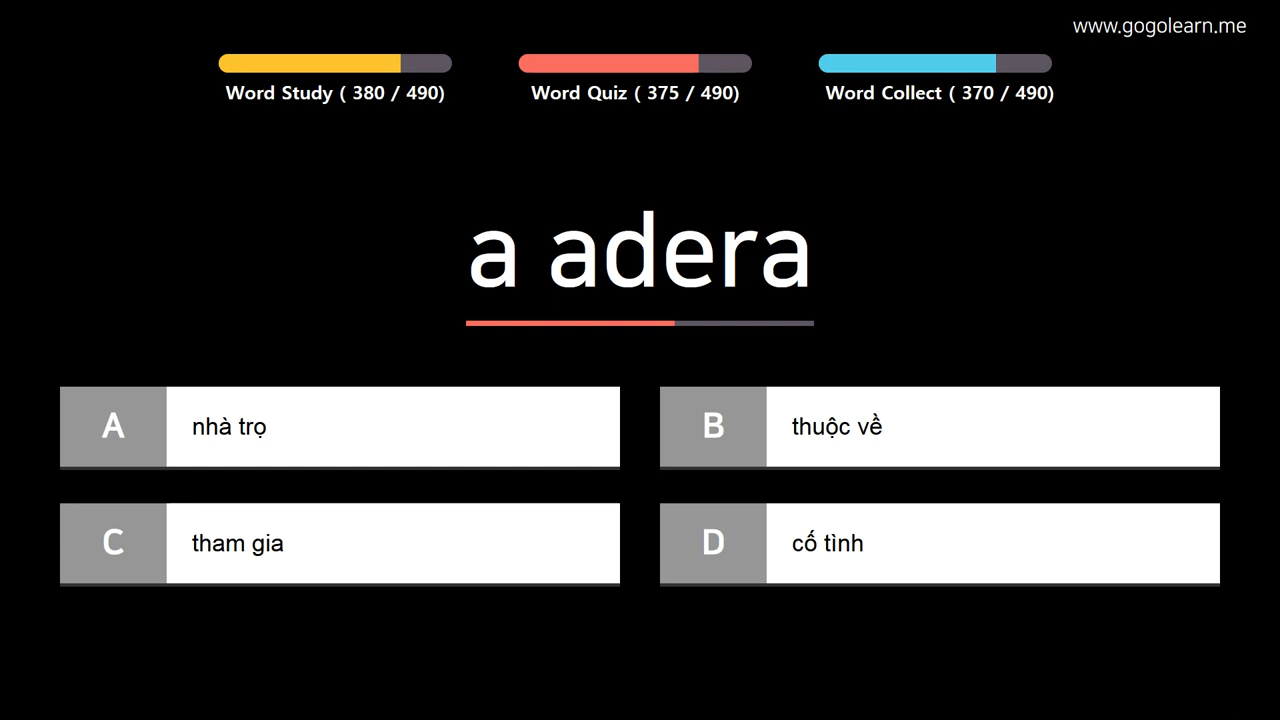 www.gogolearn.me
Word Study ( 380 / 490)
Word Quiz ( 375 / 490)
Word Collect ( 370 / 490)
a adera
A nhà trọ
B thuộc về
C tham gia
D cố tình